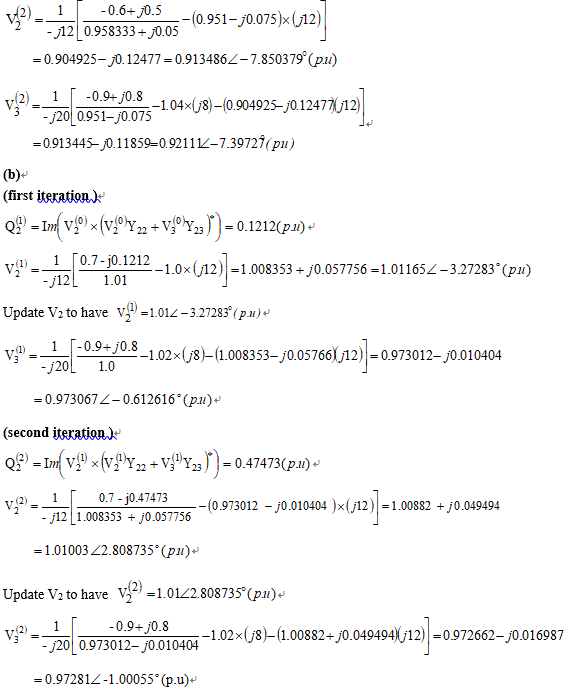 V₂^(2) = 1/(-j12) [ (-0.6+j0.5)/(0.958333+j0.05) −(0.951−j0.075)×(j12) ]
= 0.904925−j0.12477 = 0.913486∠−7.850379°(p.u)
V₃^(2) = 1/(-j20) [ (-0.9+j0.8)/(0.951−j0.075) −1.04×(j8)−(0.904925−j0.12477)(j12) ]
= 0.913445−j0.11859=0.92111∠−7.39727°(pu)
(b)
(first iteration.)
Q₂^(1) = Im(V₂^(0) × (V₂^(0)Y₂₂ + V₃^(0)Y₂₃)*) = 0.1212(p.u)
V₂^(1) = 1/(-j12) [ (0.7-j0.1212)/1.01 −1.0×(j12) ] =1.008353 + j0.057756 =1.01165∠−3.27283°(p.u)
Update V₂ to have V₂^(1) =1.01∠−3.27283°(p.u)
V₃^(1) = 1/(-j20) [ (-0.9+j0.8)/1.0 −1.02×(j8)−(1.008353−j0.05766)(j12) ] = 0.973012−j0.010404
= 0.973067∠−0.612616°(p.u)
(second iteration.)
Q₂^(2) = Im(V₂^(1) × (V₂^(1)Y₂₂ + V₃^(1)Y₂₃)*) = 0.47473(p.u)
V₂^(2) = 1/(-j12) [ (0.7 - j0.47473)/(1.008353 + j0.057756) −(0.973012 −j0.010404 )×(j12) ] =1.00882 + j0.049494
=1.01003∠2.808735°(p.u)
Update V₂ to have V₂^(2) =1.01∠2.808735°(p.u)
V₃^(2) = 1/(-j20) [ (-0.9+j0.8)/(0.973012−j0.010404) −1.02×(j8)−(1.00882+j0.049494)(j12) ] = 0.972662−j0.016987
= 0.97281∠-1.00055°(p.u)